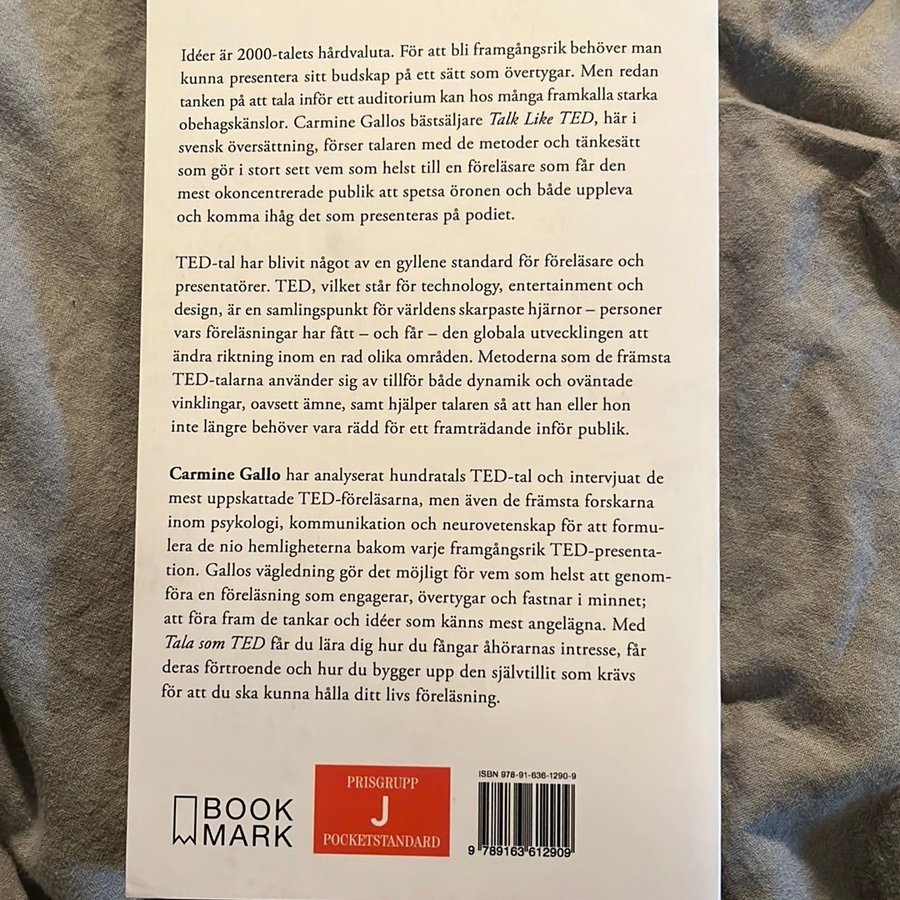 Idéer är 2000-talets hårdvaluta. För att bli framgångsrik behöver man
kunna presentera sitt budskap på ett sätt som övertygar. Men redan
tanken på att tala inför ett auditorium kan hos många framkalla starka
obehagskänslor. Carmine Gallos bästsäljare Talk Like TED, här i
svensk översättning, förser talaren med de metoder och tänkesätt
som gör i stort sett vem som helst till en föreläsare som får den
mest okoncentrerade publik att spetsa öronen och både uppleva
och komma ihåg det som presenteras på podiet.
TED-tal har blivit något av en gyllene standard för föreläsare och
presentatörer. TED, vilket står för technology, entertainment och
design, är en samlingspunkt för världens skarpaste hjärnor – personer
vars föreläsningar har fått – och får – den globala utvecklingen att
ändra riktning inom en rad olika områden. Metoderna som de främsta
TED-talarna använder sig av tillför både dynamik och oväntade
vinklingar, oavsett ämne, samt hjälper talaren så att han eller hon
inte längre behöver vara rädd för ett framträdande inför publik.
Carmine Gallo har analyserat hundratals TED-tal och intervjuat de
mest uppskattade TED-föreläsarna, men även de främsta forskarna
inom psykologi, kommunikation och neurovetenskap för att formu-
lera de nio hemligheterna bakom varje framgångsrik TED-presenta-
tion. Gallos vägledning gör det möjligt för vem som helst att genom-
föra en föreläsning som engagerar, övertygar och fastnar i minnet;
att föra fram de tankar och idéer som känns mest angelägna. Med
Tala som TED får du lära dig hur du fångar åhörarnas intresse, får
deras förtroende och hur du bygger upp den självtillit som krävs
för att du ska kunna hålla ditt livs föreläsning.
BOOK
MARK
PRISGRUPP
J
POCKETSTANDARD
ISBN 978-91-636-1290-9
9 789163 612909